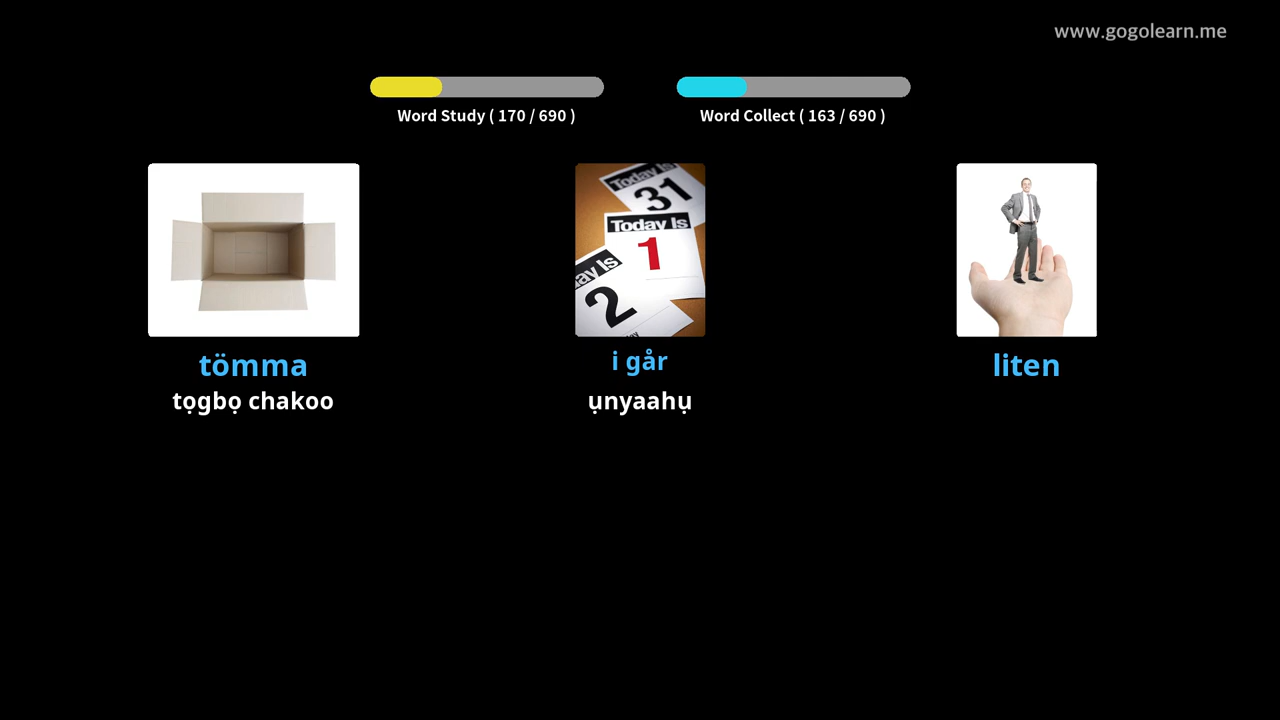 www.gogolearn.me
Word Study ( 170 / 690 )
Word Collect ( 163 / 690 )
Today Is
31
Today Is
1
ay Is
2
tömma
tọgbọ chakoo
i går
ụnyaahụ
liten